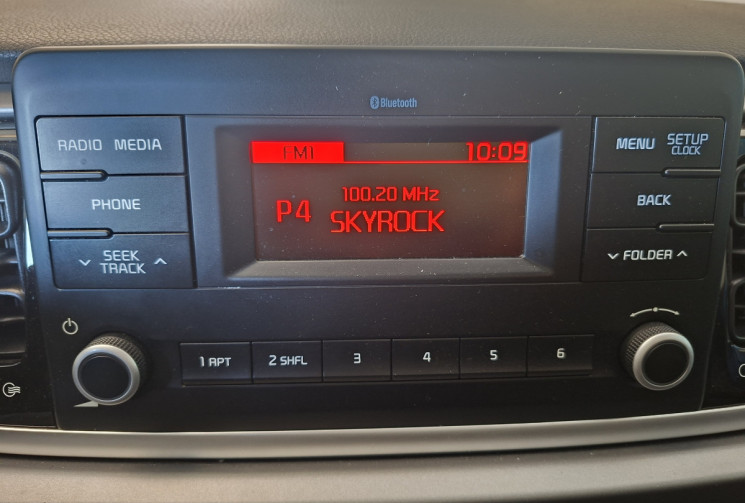 Bluetooth
RADIO MEDIA
PHONE
SEEK
TRACK
FM1 10:09
100.20 MHz
P4 SKYROCK
MENU SETUP
CLOCK
BACK
FOLDER
1 RPT 2 SHFL 3 4 5 6